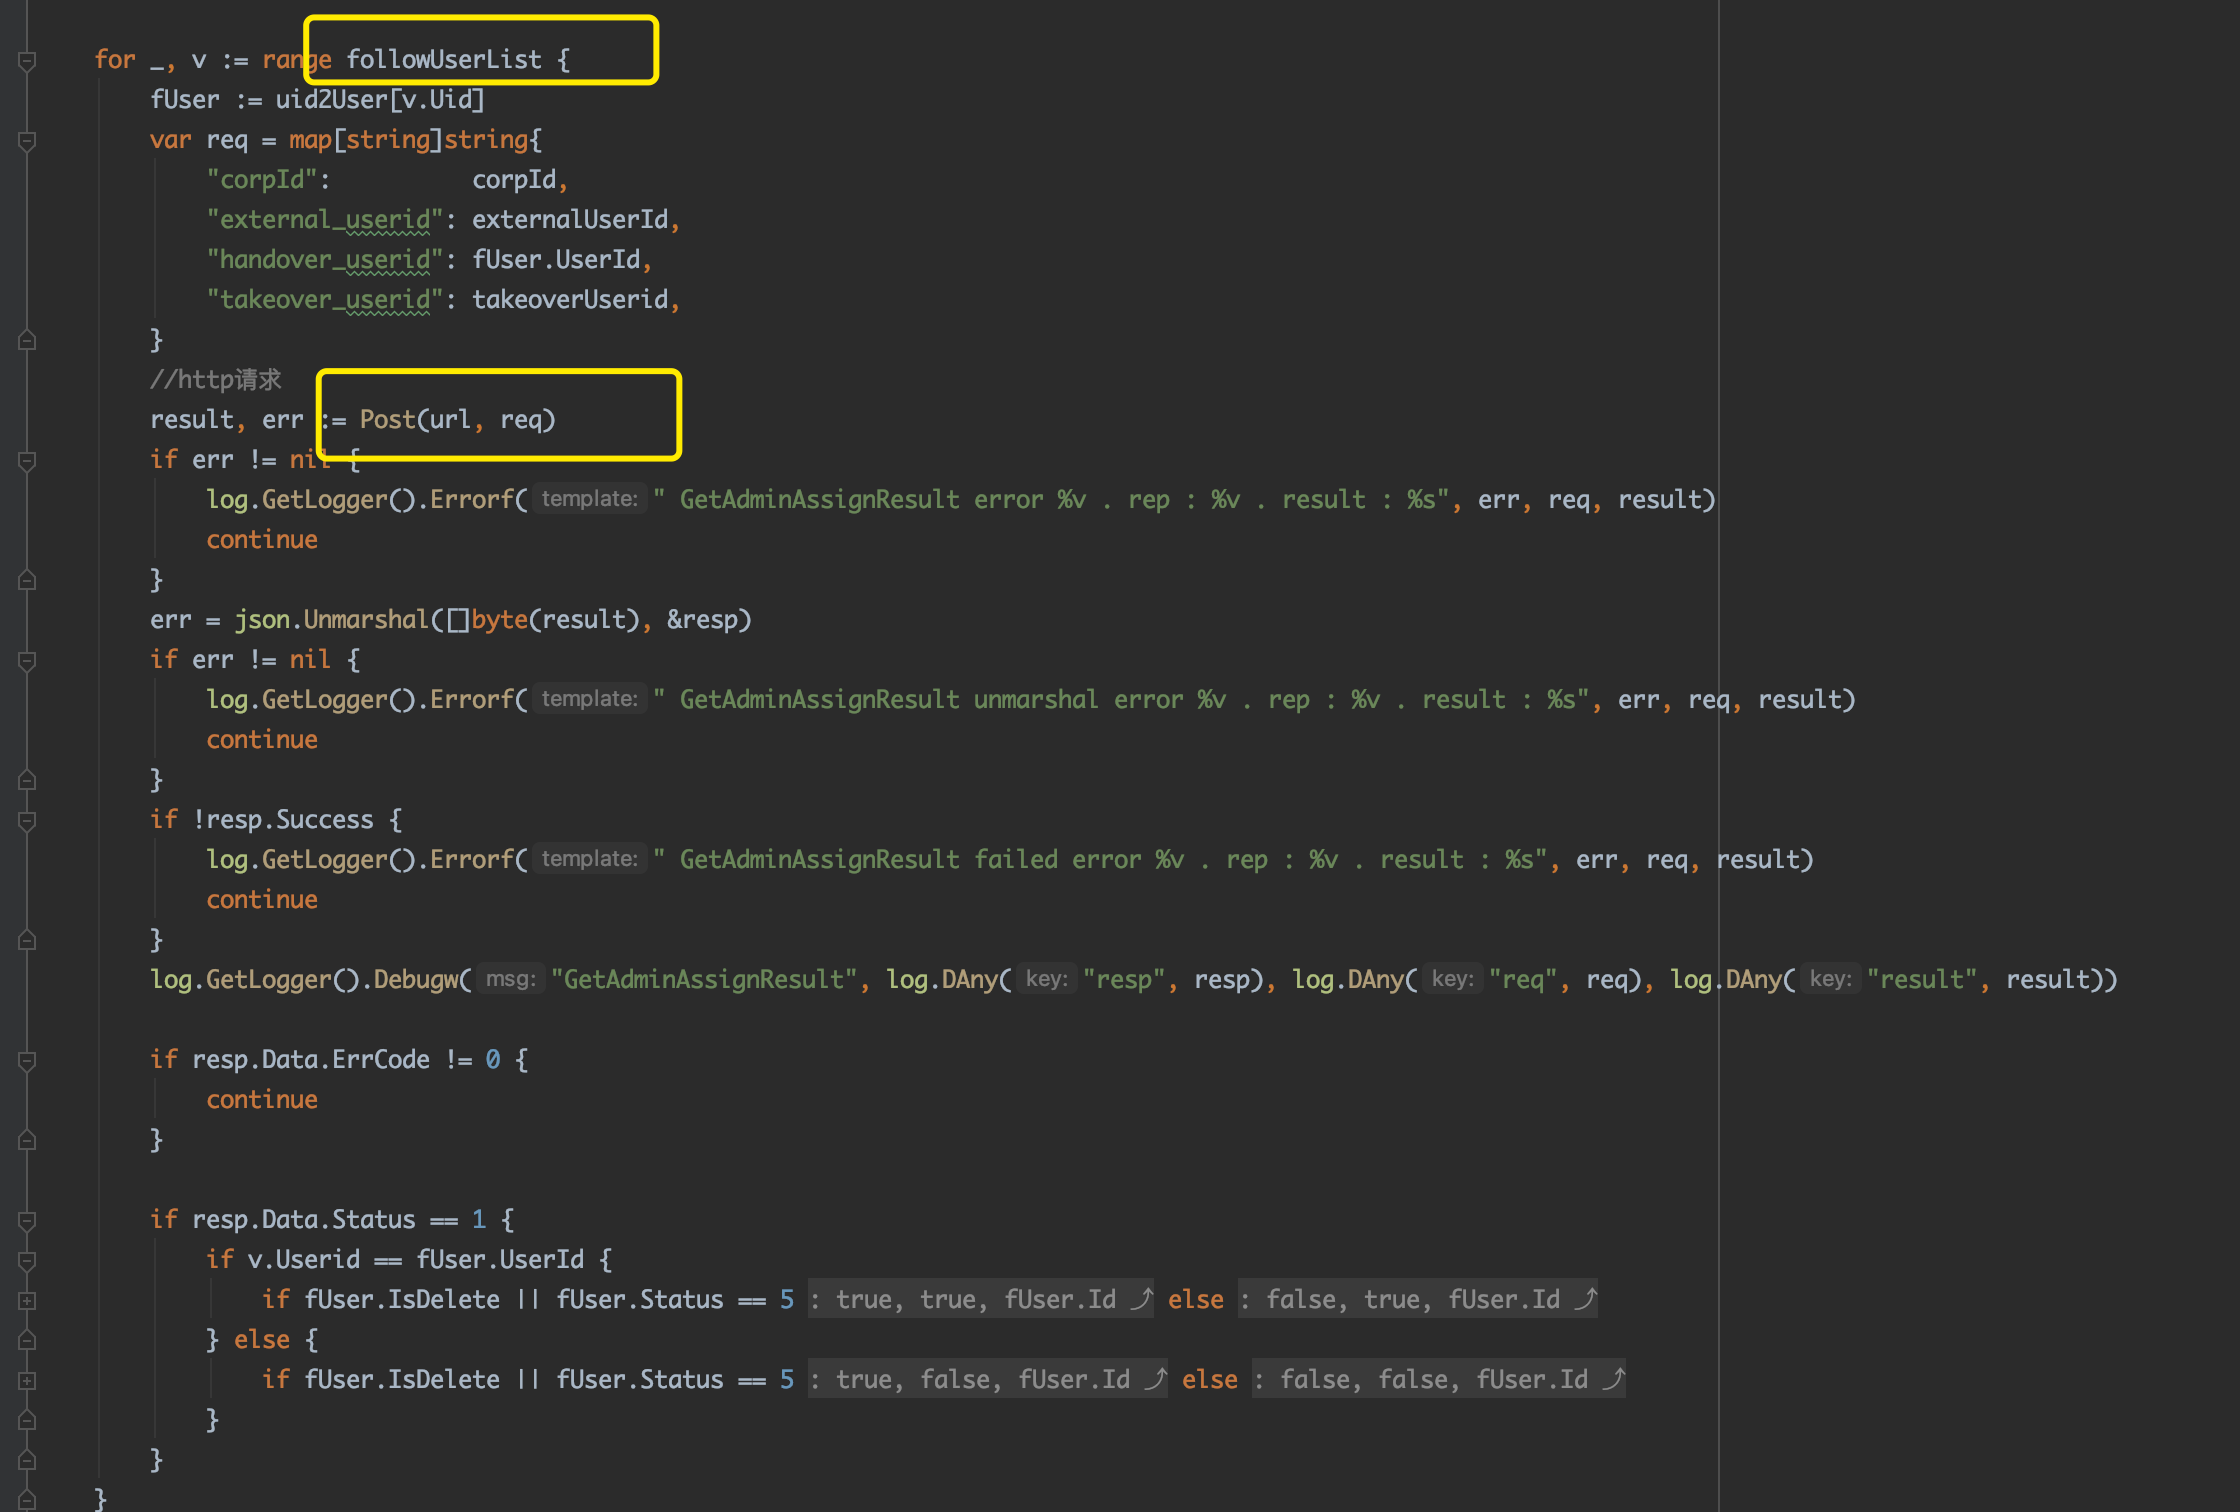 for _, v := range followUserList {
fUser := uid2User[v.Uid]
var req = map[string]string{
"corpId": corpId,
"external_userid": externalUserId,
"handover_userid": fUser.UserId,
"takeover_userid": takeoverUserid,
}
//http请求
result, err := Post(url, req)
if err != nil {
log.GetLogger().Errorf( template: " GetAdminAssignResult error %v . rep : %v . result : %s", err, req, result)
continue
}
err = json.Unmarshal([]byte(result), &resp)
if err != nil {
log.GetLogger().Errorf( template: " GetAdminAssignResult unmarshal error %v . rep : %v . result : %s", err, req, result)
continue
}
if !resp.Success {
log.GetLogger().Errorf( template: " GetAdminAssignResult failed error %v . rep : %v . result : %s", err, req, result)
continue
}
log.GetLogger().Debugw( msg: "GetAdminAssignResult", log.DAny( key: "resp", resp), log.DAny( key: "req", req), log.DAny( key: "result", result))
if resp.Data.ErrCode != 0 {
continue
}
if resp.Data.Status == 1 {
if v.Userid == fUser.UserId {
if fUser.IsDelete || fUser.Status == 5 : true, true, fUser.Id ⤴ else : false, true, fUser.Id ⤴
} else {
if fUser.IsDelete || fUser.Status == 5 : true, false, fUser.Id ⤴ else : false, false, fUser.Id ⤴
}
}
}